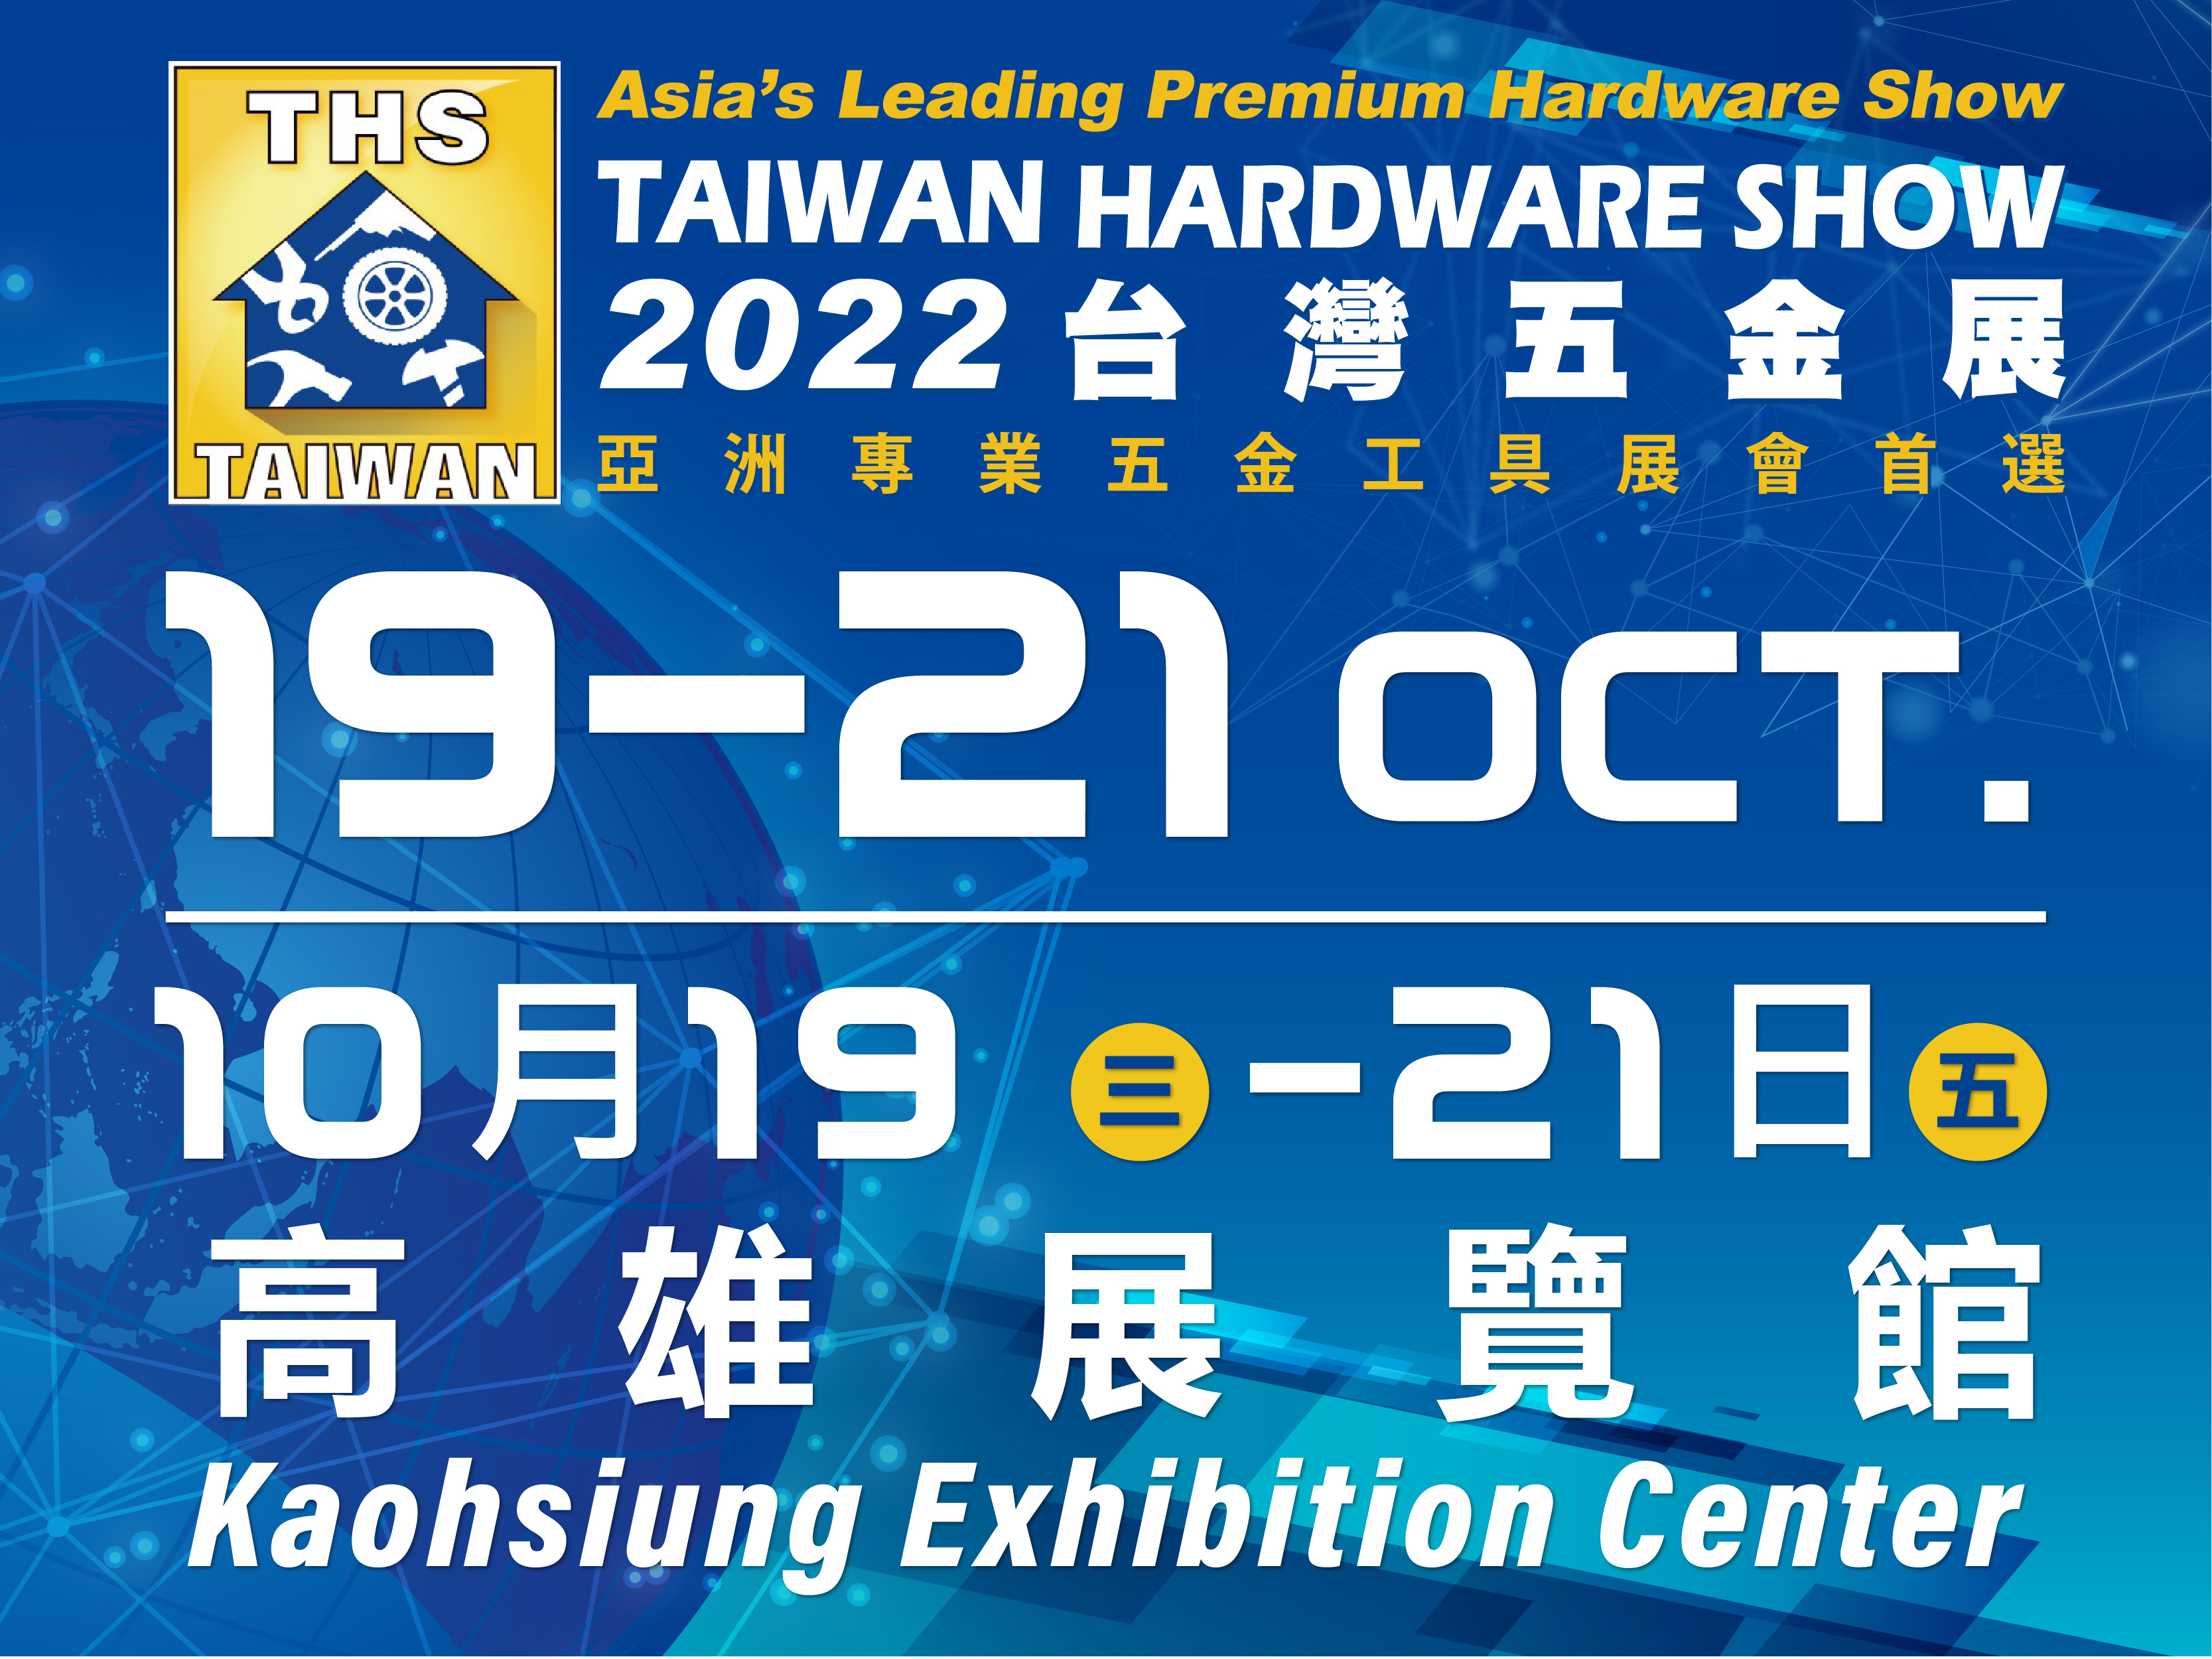 THS
TAIWAN
Asia's Leading Premium Hardware Show
TAIWAN HARDWARE SHOW
2022 台灣五金展
亞洲專業五金工具展會首選
19-21 OCT.
10月19三-21日五
高雄展覽館
Kaohsiung Exhibition Center